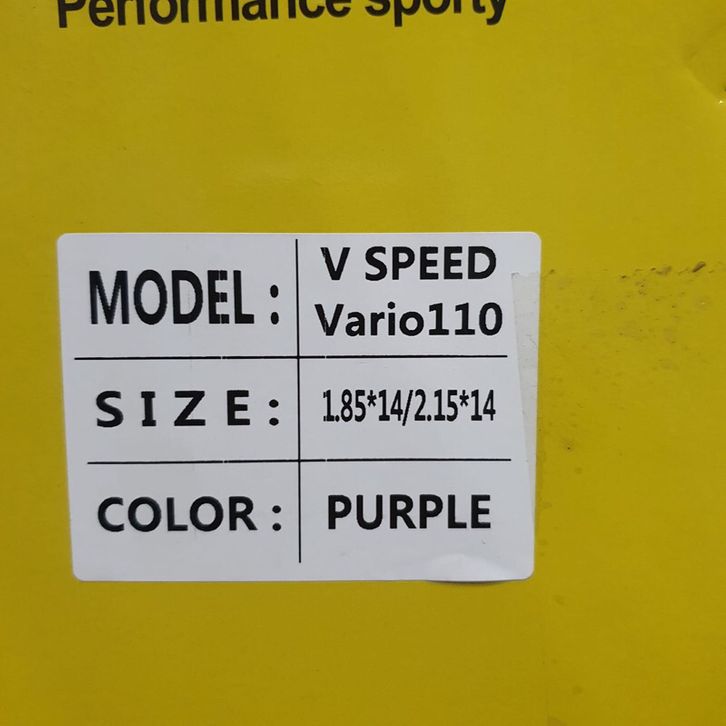 Performance sporty
MODEL : V SPEED Vario110
SIZE : 1.85*14/2.15*14
COLOR : PURPLE